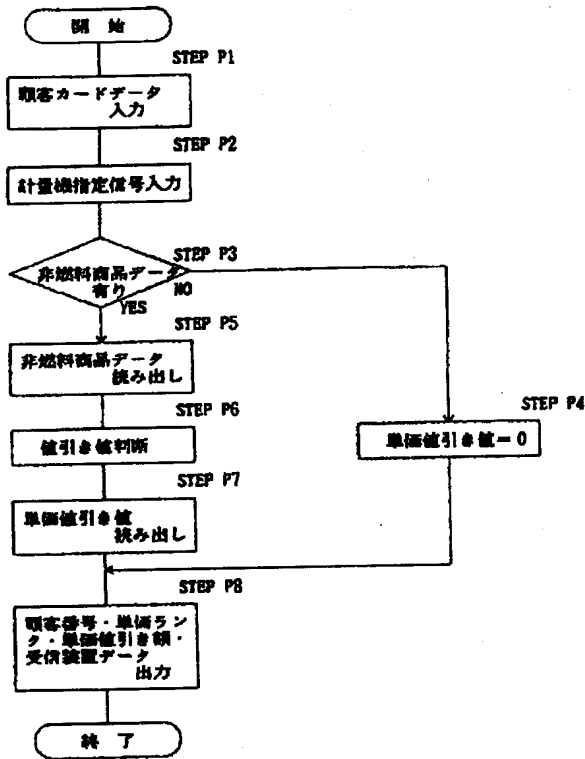 開 始
STEP P1
顧客カードデータ
入力
STEP P2
計量機指定信号入力
STEP P3
非燃料商品データ
有り
NO
YES
STEP P5
非燃料商品データ
読み出し
STEP P4
単価値引き値=0
STEP P6
値引き値判断
STEP P7
単価値引き値
読み出し
STEP P8
顧客番号・単価ラン
ク・単価値引き額・
受信装置データ
出力
終 了